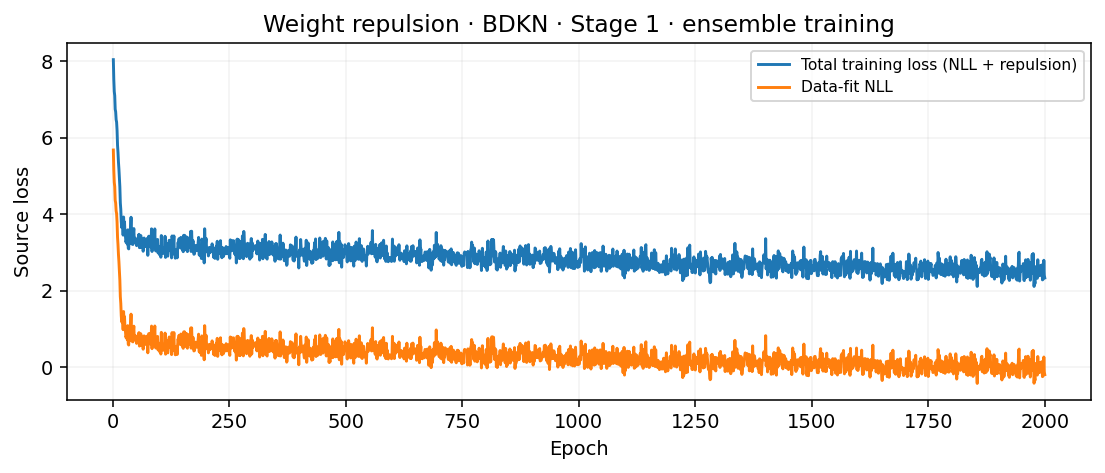 Weight repulsion · BDKN · Stage 1 · ensemble training
Total training loss (NLL + repulsion)
Data-fit NLL
Source loss
8
6
4
2
0
0 250 500 750 1000 1250 1500 1750 2000
Epoch